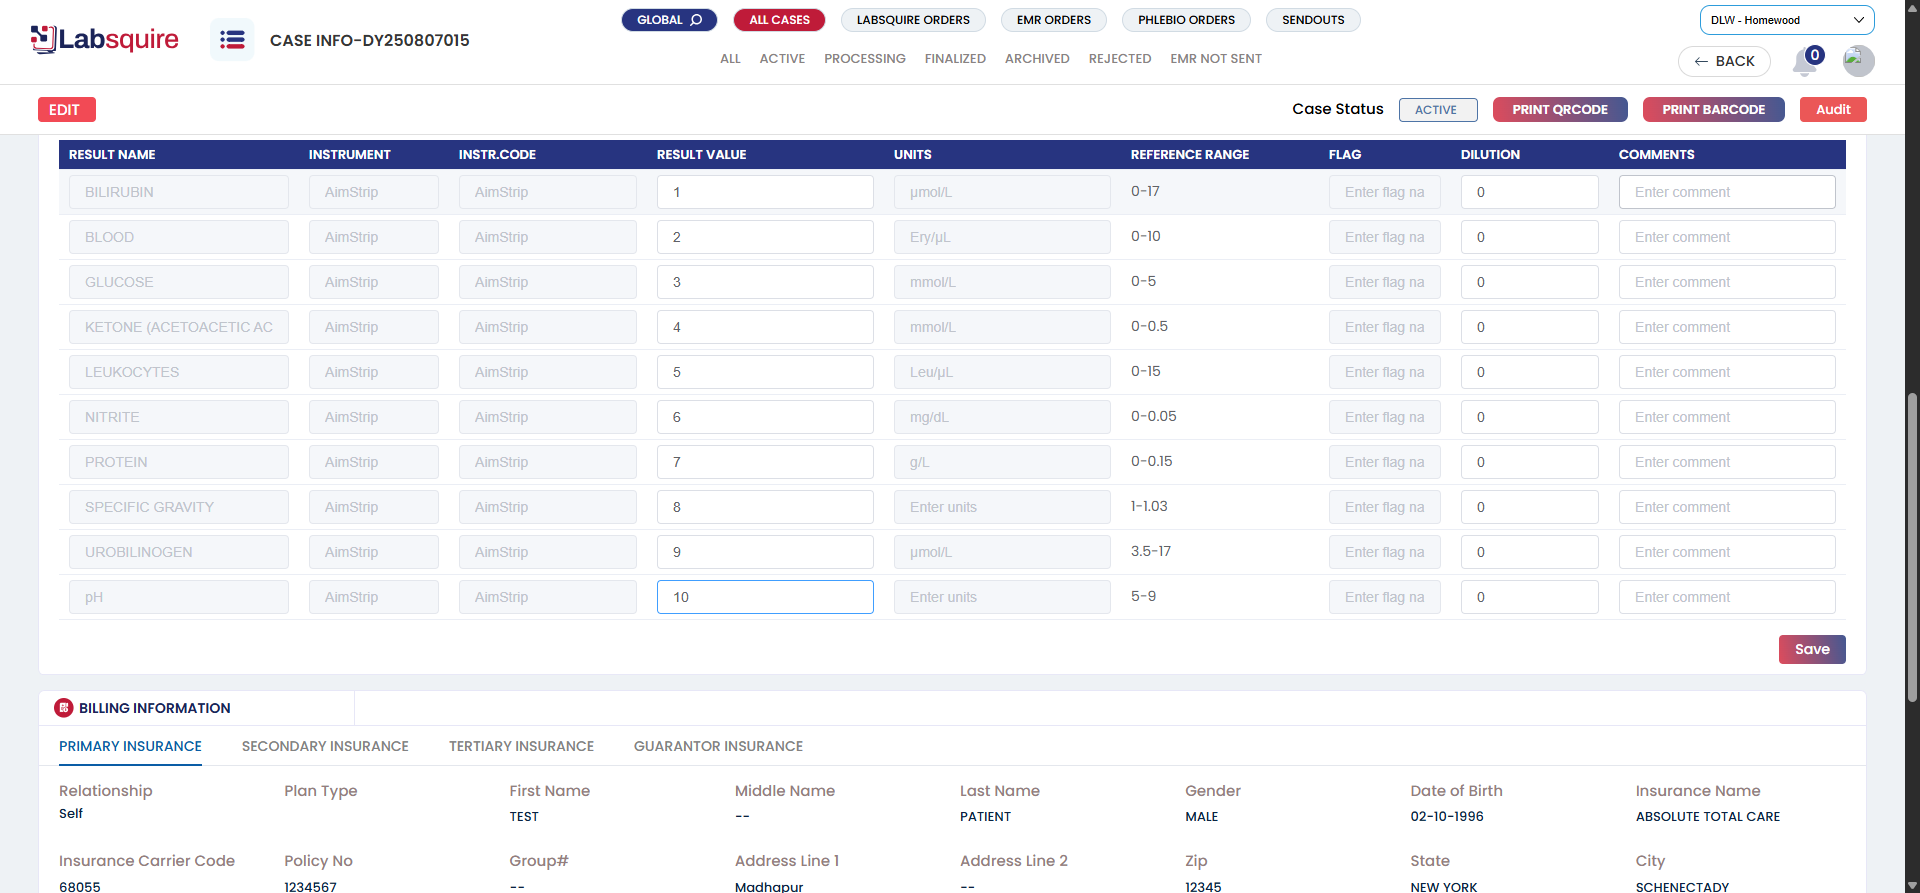 Labsquire
CASE INFO-DY250807015
GLOBAL ALL CASES LABSQUIRE ORDERS EMR ORDERS PHLEBIO ORDERS SENDOUTS
ALL ACTIVE PROCESSING FINALIZED ARCHIVED REJECTED EMR NOT SENT
DLW - Homewood
BACK 0
EDIT Case Status ACTIVE PRINT QRCODE PRINT BARCODE Audit
RESULT NAME INSTRUMENT INSTR.CODE RESULT VALUE UNITS REFERENCE RANGE FLAG DILUTION COMMENTS
BILIRUBIN AimStrip AimStrip 1 µmol/L 0-17 Enter flag na 0 Enter comment
BLOOD AimStrip AimStrip 2 Ery/µL 0-10 Enter flag na 0 Enter comment
GLUCOSE AimStrip AimStrip 3 mmol/L 0-5 Enter flag na 0 Enter comment
KETONE (ACETOACETIC AC AimStrip AimStrip 4 mmol/L 0-0.5 Enter flag na 0 Enter comment
LEUKOCYTES AimStrip AimStrip 5 Leu/µL 0-15 Enter flag na 0 Enter comment
NITRITE AimStrip AimStrip 6 mg/dL 0-0.05 Enter flag na 0 Enter comment
PROTEIN AimStrip AimStrip 7 g/L 0-0.15 Enter flag na 0 Enter comment
SPECIFIC GRAVITY AimStrip AimStrip 8 Enter units 1-1.03 Enter flag na 0 Enter comment
UROBILINOGEN AimStrip AimStrip 9 µmol/L 3.5-17 Enter flag na 0 Enter comment
pH AimStrip AimStrip 10 Enter units 5-9 Enter flag na 0 Enter comment
Save
BILLING INFORMATION
PRIMARY INSURANCE SECONDARY INSURANCE TERTIARY INSURANCE GUARANTOR INSURANCE
Relationship Plan Type First Name Middle Name Last Name Gender Date of Birth Insurance Name
Self TEST -- PATIENT MALE 02-10-1996 ABSOLUTE TOTAL CARE
Insurance Carrier Code Policy No Group# Address Line 1 Address Line 2 Zip State City
68055 1234567 -- Madhapur -- 12345 NEW YORK SCHENECTADY